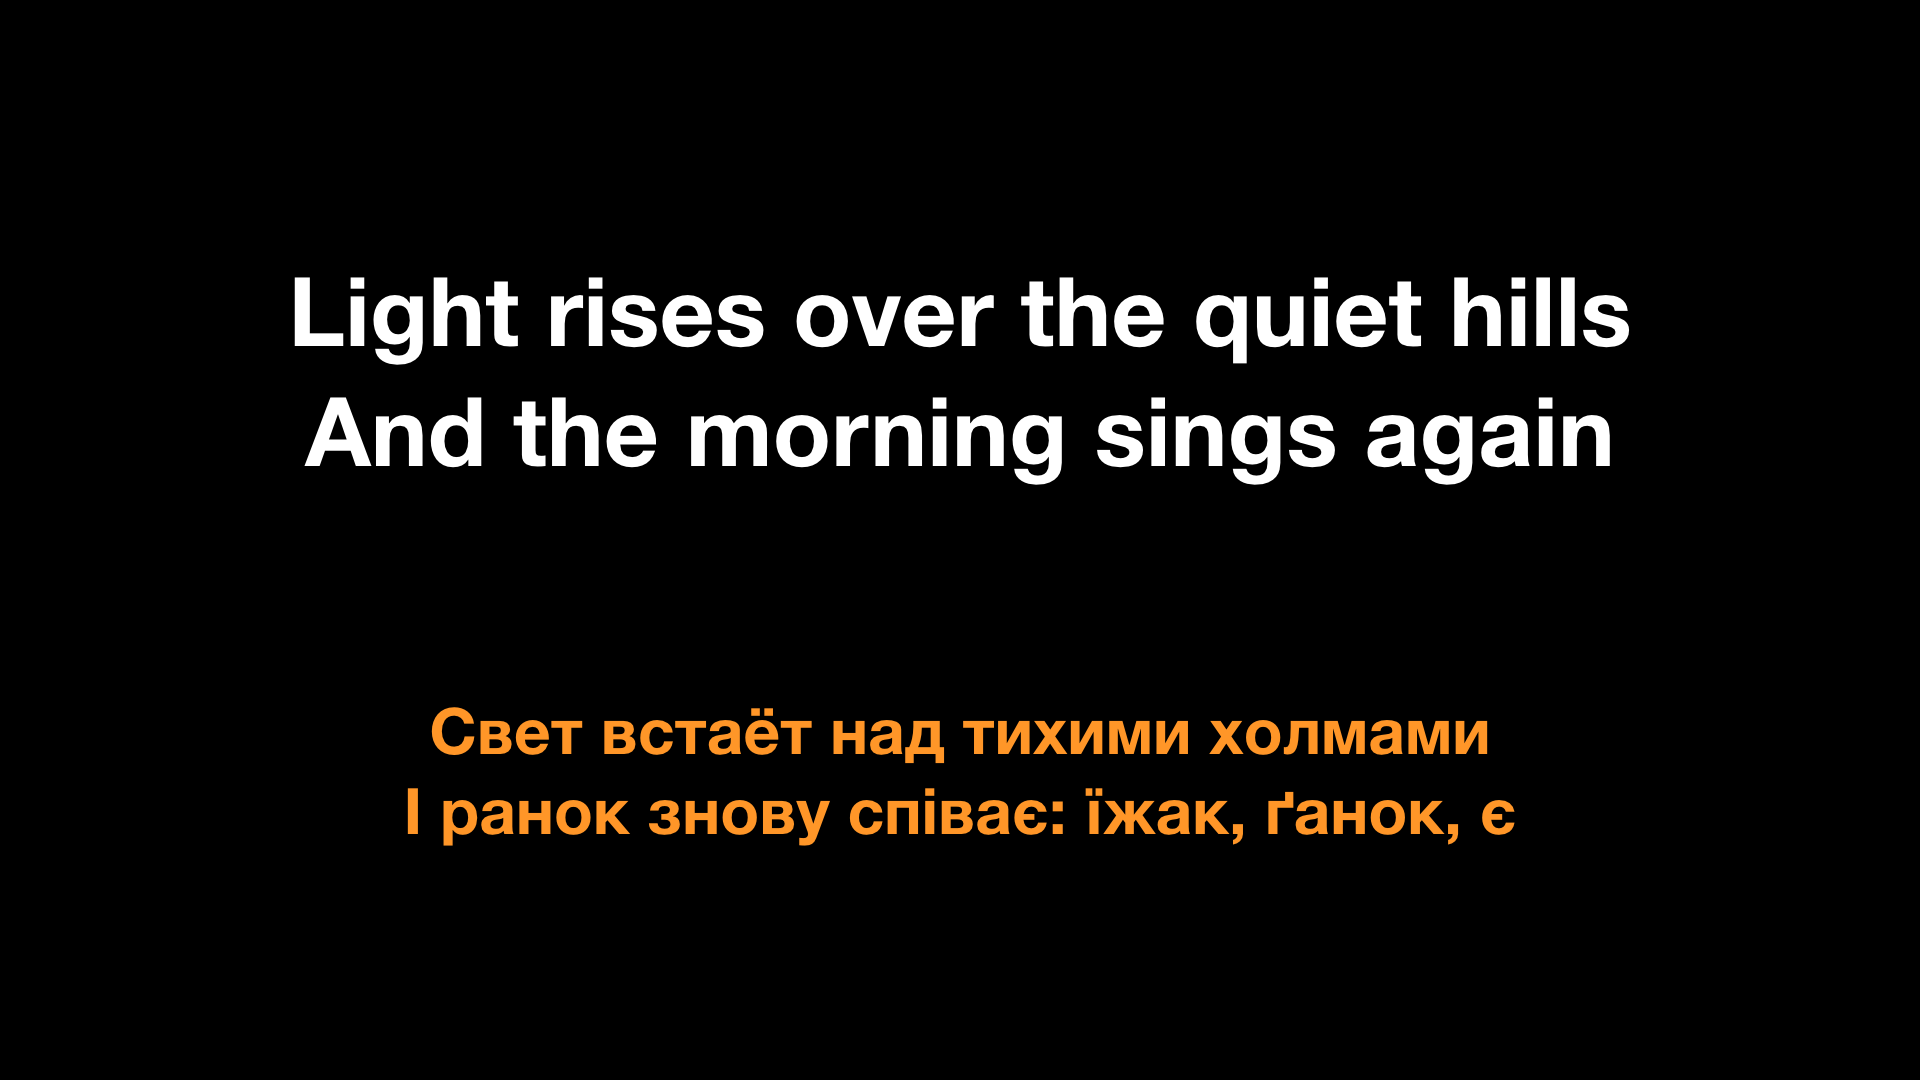 Light rises over the quiet hills
And the morning sings again
Свет встаёт над тихими холмами
І ранок знову співає: їжак, ґанок, є